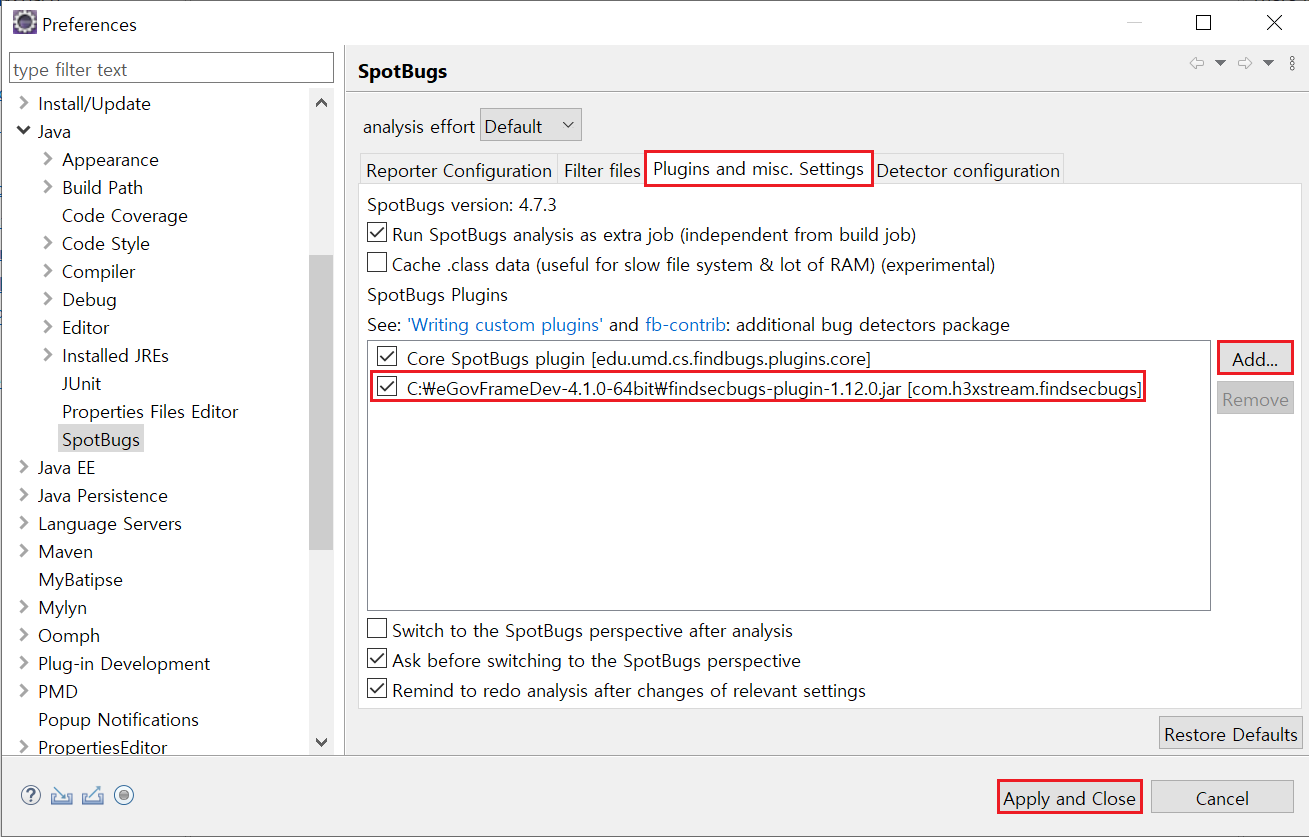 Preferences
type filter text
Install/Update
Java
Appearance
Build Path
Code Coverage
Code Style
Compiler
Debug
Editor
Installed JREs
JUnit
Properties Files Editor
SpotBugs
Java EE
Java Persistence
Language Servers
Maven
MyBatipse
Mylyn
Oomph
Plug-in Development
PMD
Popup Notifications
PropertiesEditor
SpotBugs
analysis effort Default
Reporter Configuration Filter files Plugins and misc. Settings Detector configuration
SpotBugs version: 4.7.3
Run SpotBugs analysis as extra job (independent from build job)
Cache .class data (useful for slow file system & lot of RAM) (experimental)
SpotBugs Plugins
See: 'Writing custom plugins' and fb-contrib: additional bug detectors package
Core SpotBugs plugin [edu.umd.cs.findbugs.plugins.core]
C:₩eGovFrameDev-4.1.0-64bit₩findsecbugs-plugin-1.12.0.jar [com.h3xstream.findsecbugs]
Add...
Remove
Switch to the SpotBugs perspective after analysis
Ask before switching to the SpotBugs perspective
Remind to redo analysis after changes of relevant settings
Restore Defaults
Apply and Close Cancel